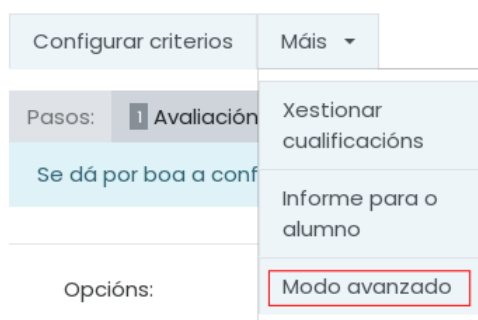 Configurar criterios
Máis
Pasos:
1 Avaliación
Se dá por boa a conf
Xestionar
cualificacións
Informe para o
alumno
Modo avanzado
Opcións: